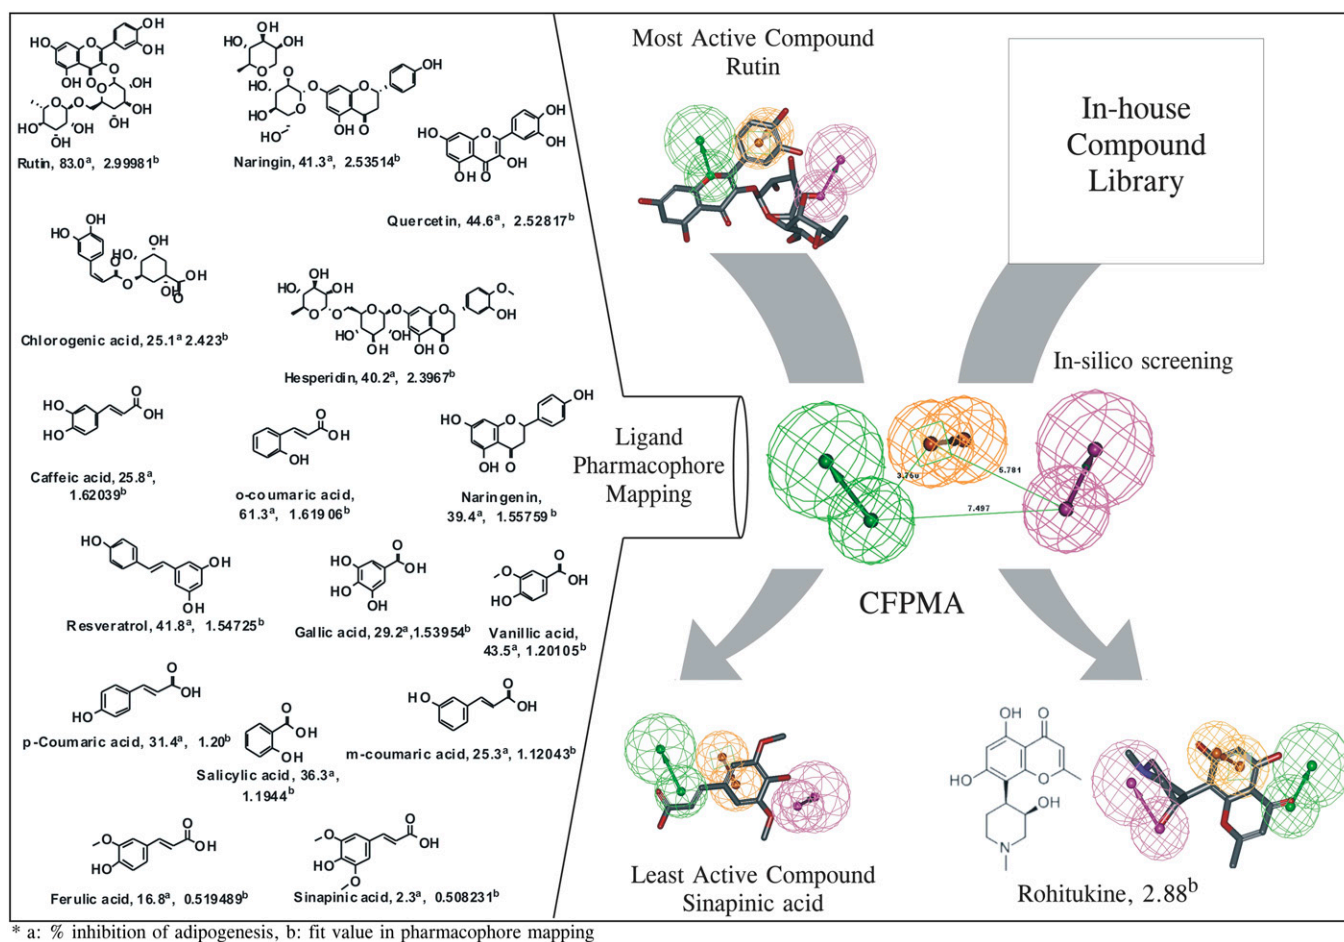 Rutin, 83.0a, 2.99981b
Naringin, 41.3a, 2.53514b
Quercetin, 44.6a, 2.52817b
Chlorogenic acid, 25.1a 2.423b
Hesperidin, 40.2a, 2.3967b
Caffeic acid, 25.8a,
1.62039b
o-coumaric acid,
61.3a, 1.61906b
Naringenin,
39.4a, 1.55759b
Resveratrol, 41.8a, 1.54725b
Gallic acid, 29.2a,1.53954b
Vanillic acid,
43.5a, 1.20105b
p-Coumaric acid, 31.4a, 1.20b
Salicylic acid, 36.3a,
1.1944b
m-coumaric acid, 25.3a, 1.12043b
Ferulic acid, 16.8a, 0.519489b
Sinapinic acid, 2.3a, 0.508231b
Ligand
Pharmacophore
Mapping
Most Active Compound
Rutin
In-house
Compound
Library
In-silico screening
7.497
CFPMA
Least Active Compound
Sinapinic acid
Rohitukine, 2.88b
* a: % inhibition of adipogenesis, b: fit value in pharmacophore mapping